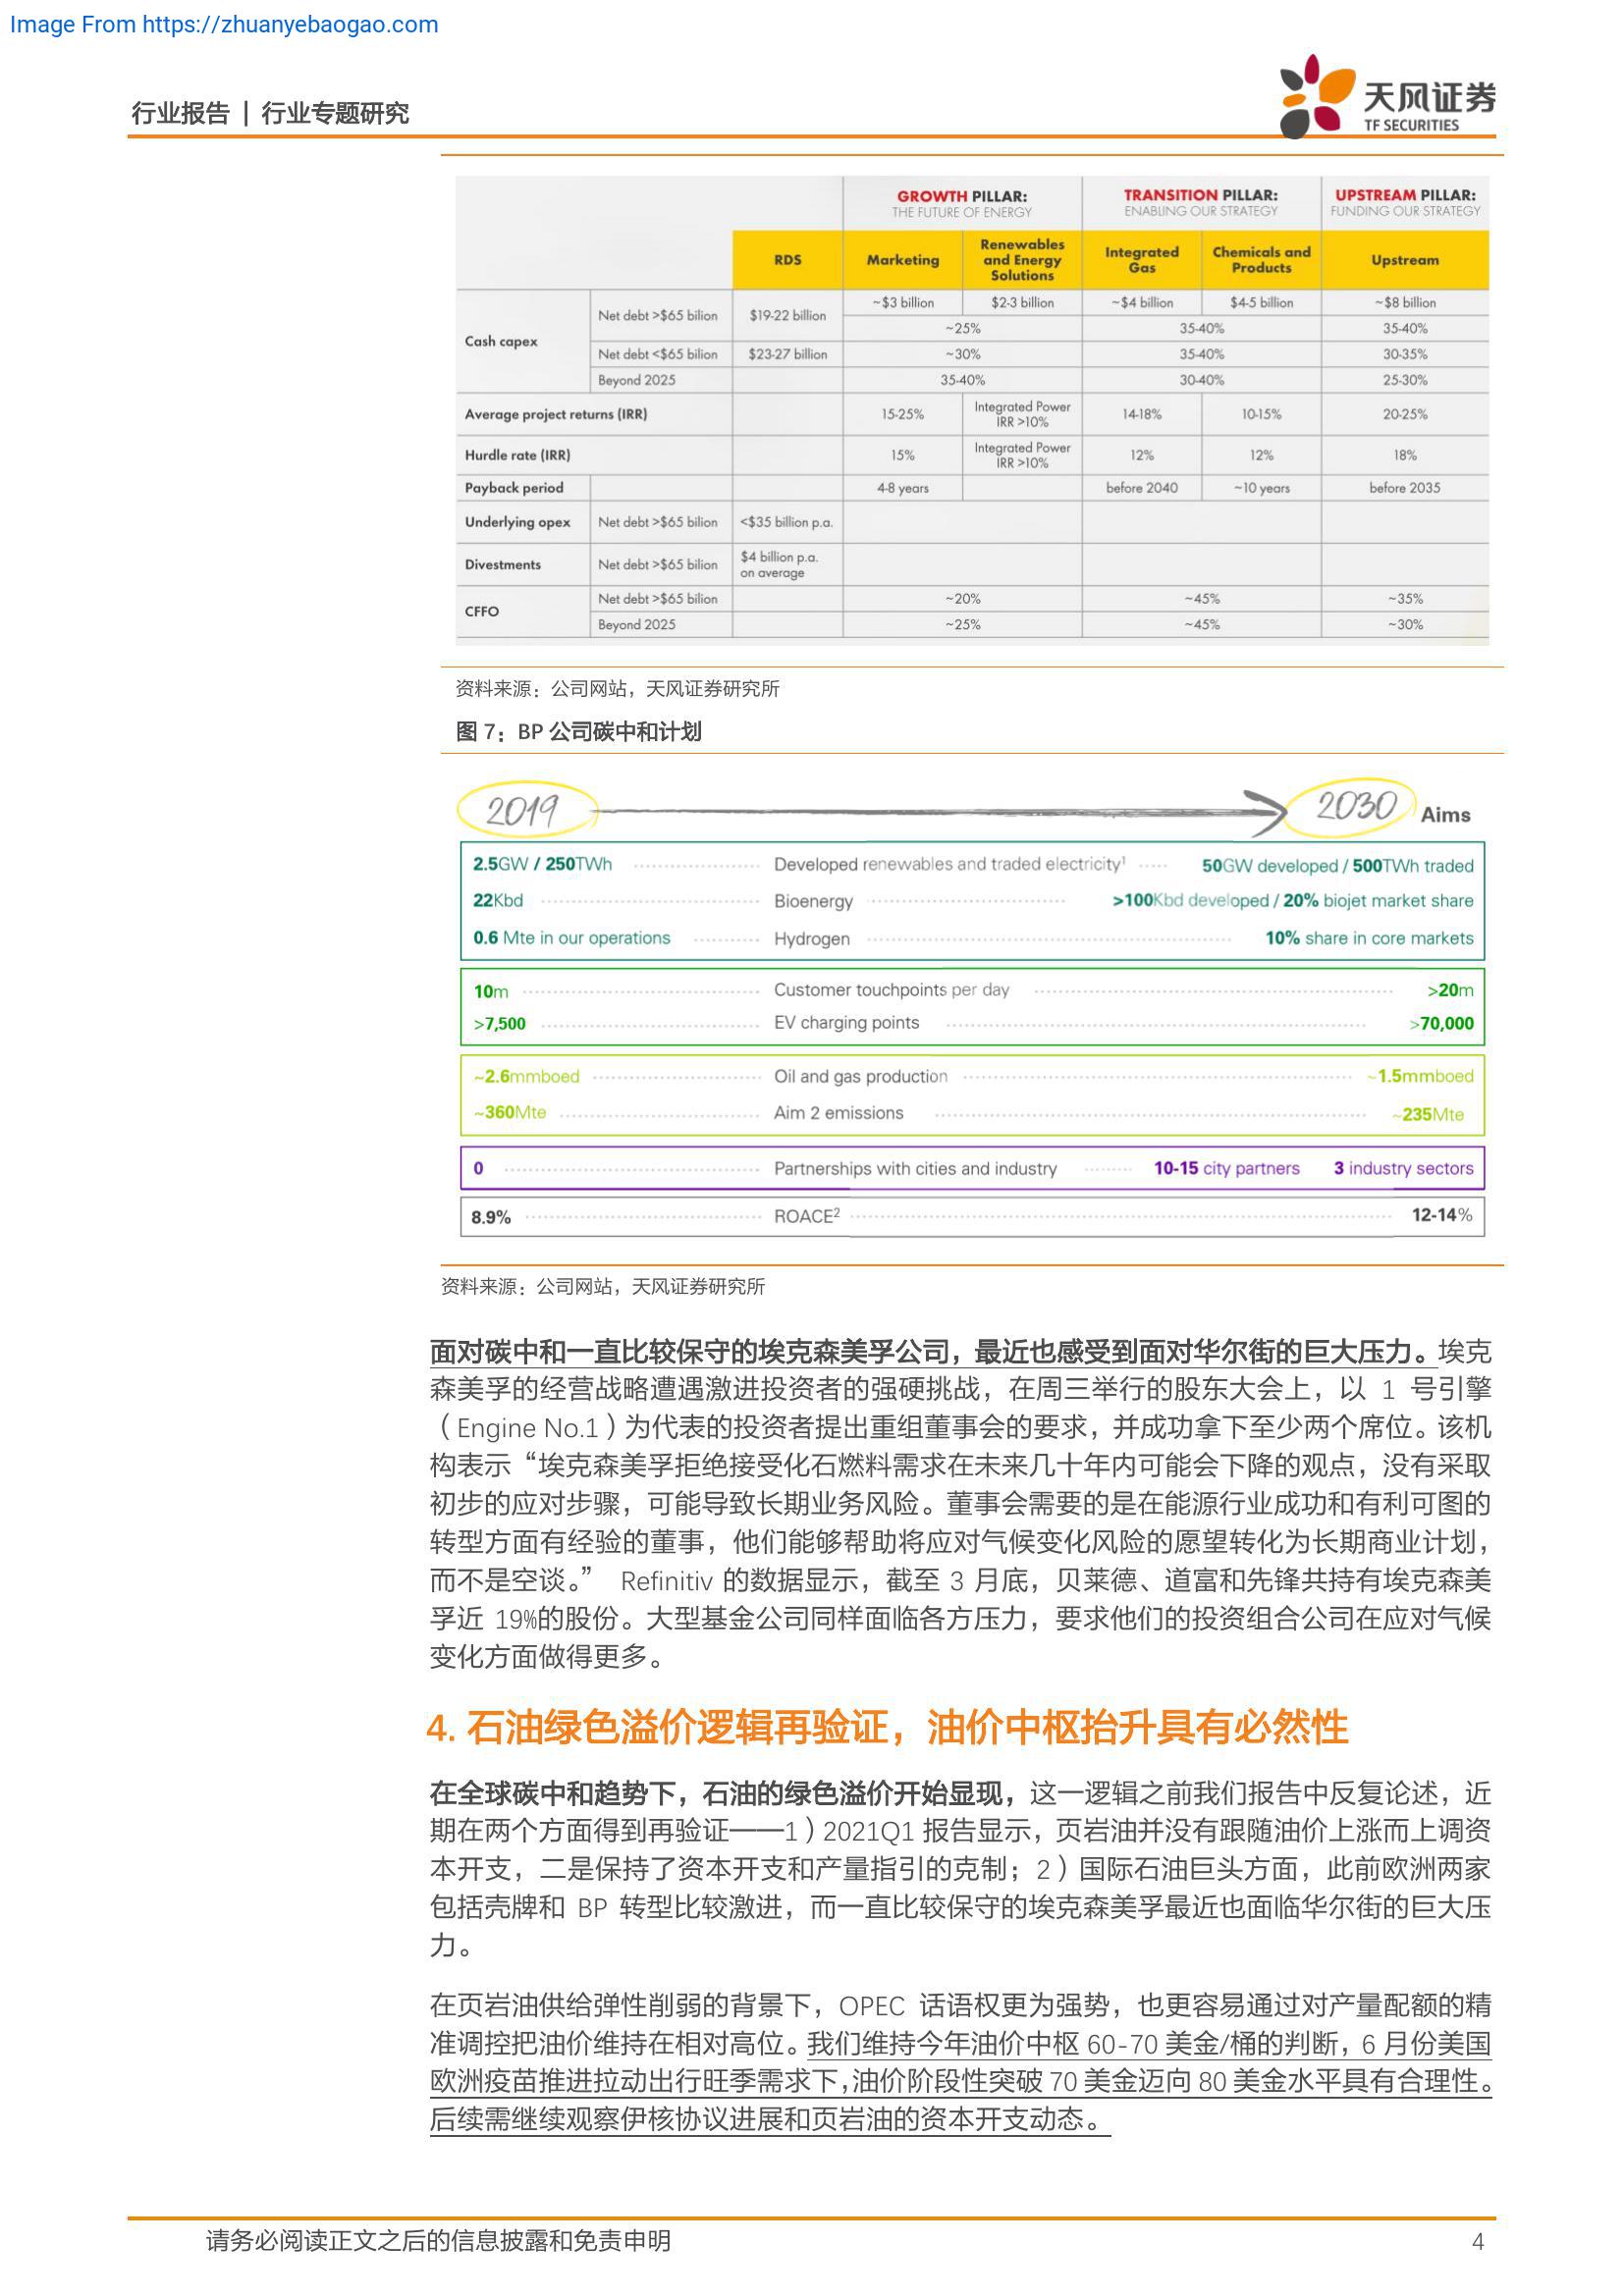 Image From https://zhuanyebaogao.com
行业报告 | 行业专题研究
天风证券
TF SECURITIES
GROWTH PILLAR: TRANSITION PILLAR: UPSTREAM PILLAR:
THE FUTURE OF ENERGY ENABLING OUR STRATEGY FUNDING OUR STRATEGY
RDS Marketing Renewables and Energy Solutions Integrated Gas Chemicals and Products Upstream
Cash capex Net debt >$65 bilion $19-22 billion ~$3 billion $2-3 billion ~$4 billion $4-5 billion ~$8 billion
~25% 35-40% 35-40%
Net debt <$65 bilion $23-27 billion ~30% 35-40% 30-35%
Beyond 2025 35-40% 30-40% 25-30%
Average project returns (IRR) 15-25% Integrated Power IRR >10% 14-18% 10-15% 20-25%
Hurdle rate (IRR) 15% Integrated Power IRR >10% 12% 12% 18%
Payback period 4-8 years before 2040 ~10 years before 2035
Underlying opex Net debt >$65 bilion <$35 billion p.a.
Divestments Net debt >$65 bilion $4 billion p.a. on average
CFFO Net debt >$65 bilion ~20% ~45% ~35%
Beyond 2025 ~25% ~45% ~30%
资料来源：公司网站，天风证券研究所
图 7：BP 公司碳中和计划
2019 2030 Aims
2.5GW / 250TWh Developed renewables and traded electricity¹ 50GW developed / 500TWh traded
22Kbd Bioenergy >100Kbd developed / 20% biojet market share
0.6 Mte in our operations Hydrogen 10% share in core markets
10m Customer touchpoints per day >20m
>7,500 EV charging points >70,000
~2.6mmboed Oil and gas production ~1.5mmboed
~360Mte Aim 2 emissions ~235Mte
0 Partnerships with cities and industry 10-15 city partners 3 industry sectors
8.9% ROACE² 12-14%
资料来源：公司网站，天风证券研究所
面对碳中和一直比较保守的埃克森美孚公司，最近也感受到面对华尔街的巨大压力。埃克
森美孚的经营战略遭遇激进投资者的强硬挑战，在周三举行的股东大会上，以 1 号引擎
（Engine No.1）为代表的投资者提出重组董事会的要求，并成功拿下至少两个席位。该机
构表示“埃克森美孚拒绝接受化石燃料需求在未来几十年内可能会下降的观点，没有采取
初步的应对步骤，可能导致长期业务风险。董事会需要的是在能源行业成功和有利可图的
转型方面有经验的董事，他们能够帮助将应对气候变化风险的愿望转化为长期商业计划，
而不是空谈。” Refinitiv 的数据显示，截至 3 月底，贝莱德、道富和先锋共持有埃克森美
孚近 19%的股份。大型基金公司同样面临各方压力，要求他们的投资组合公司在应对气候
变化方面做得更多。
4. 石油绿色溢价逻辑再验证，油价中枢抬升具有必然性
在全球碳中和趋势下，石油的绿色溢价开始显现，这一逻辑之前我们报告中反复论述，近
期在两个方面得到再验证——1）2021Q1 报告显示，页岩油并没有跟随油价上涨而上调资
本开支，二是保持了资本开支和产量指引的克制；2）国际石油巨头方面，此前欧洲两家
包括壳牌和 BP 转型比较激进，而一直比较保守的埃克森美孚最近也面临华尔街的巨大压
力。
在页岩油供给弹性削弱的背景下，OPEC 话语权更为强势，也更容易通过对产量配额的精
准调控把油价维持在相对高位。我们维持今年油价中枢 60-70 美金/桶的判断，6 月份美国
欧洲疫苗推进拉动出行旺季需求下,油价阶段性突破 70 美金迈向 80 美金水平具有合理性。
后续需继续观察伊核协议进展和页岩油的资本开支动态。
请务必阅读正文之后的信息披露和免责申明 4